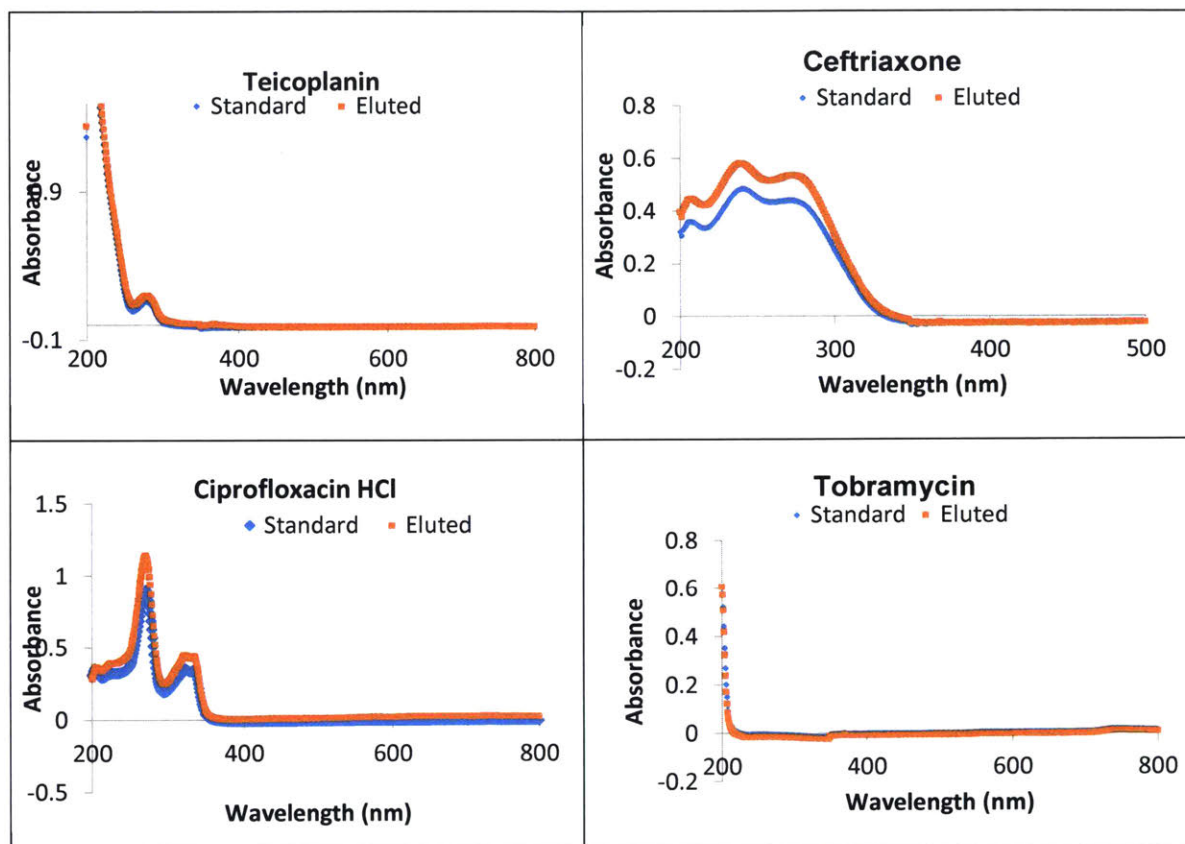 Teicoplanin
Standard Eluted
.9
-0.1
200 400 600 800
Absorbance
Wavelength (nm)
Ceftriaxone
Standard Eluted
0.8
0.6
0.4
0.2
0
-0.2
200 300 400 500
Absorbance
Wavelength (nm)
Ciprofloxacin HCl
Standard Eluted
1.5
1
0.5
0
-0.5
200 400 600 800
Absorbance
Wavelength (nm)
Tobramycin
Standard Eluted
0.8
0.6
0.4
0.2
0
-0.2
200 400 600 800
Absorbance
Wavelength (nm)